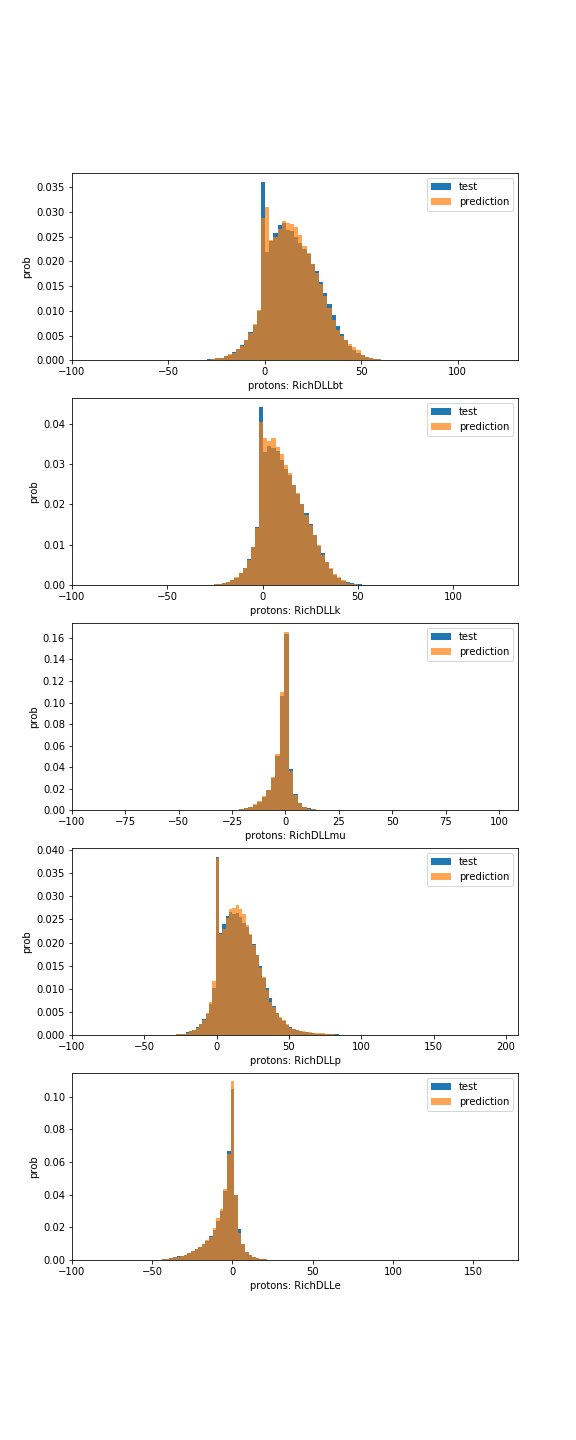 test
prediction
0.035
0.030
0.025
0.020
0.015
0.010
0.005
0.000
prob
−100 −50 0 50 100
protons: RichDLLbt
test
prediction
0.04
0.03
0.02
0.01
0.00
prob
−100 −50 0 50 100
protons: RichDLLk
test
prediction
0.16
0.14
0.12
0.10
0.08
0.06
0.04
0.02
0.00
prob
−100 −75 −50 −25 0 25 50 75 100
protons: RichDLLmu
test
prediction
0.040
0.035
0.030
0.025
0.020
0.015
0.010
0.005
0.000
prob
−100 −50 0 50 100 150 200
protons: RichDLLp
test
prediction
0.10
0.08
0.06
0.04
0.02
0.00
prob
−100 −50 0 50 100 150
protons: RichDLLe